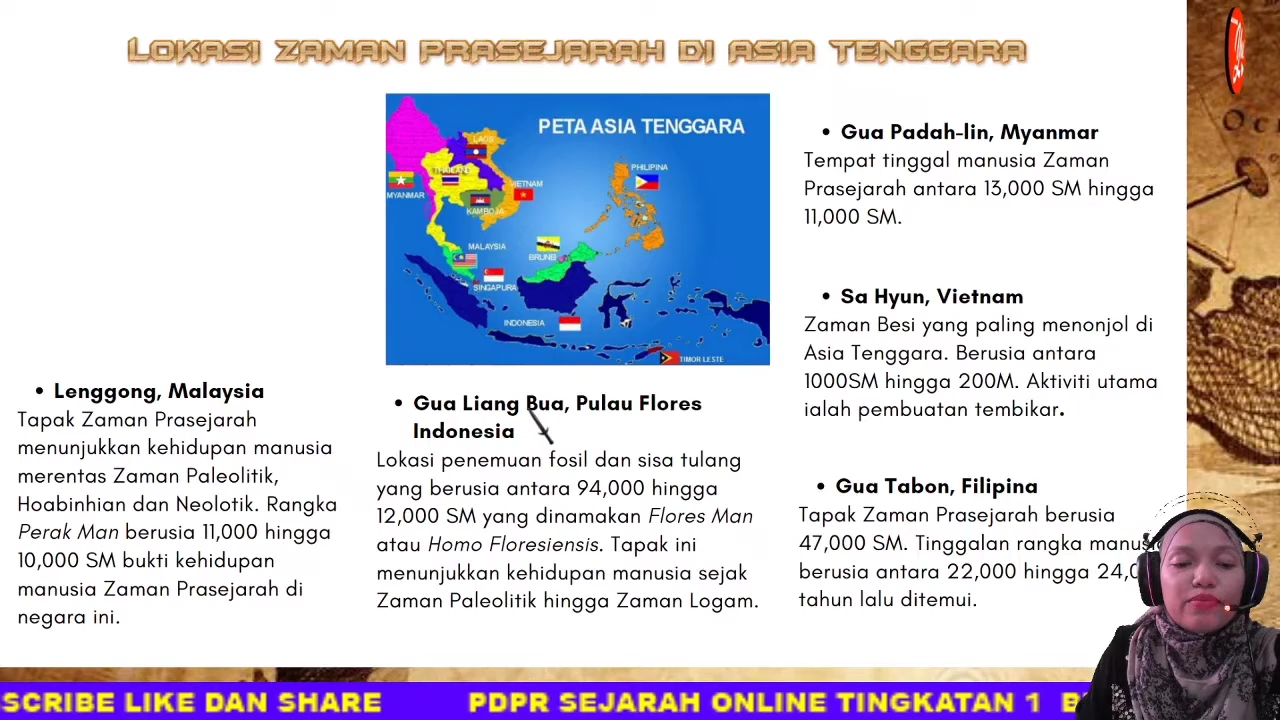 LOKASI ZAMAN PRASEJARAH DI ASIA TENGGARA
PETA ASIA TENGGARA
LAOS
THAILAND
MYANMAR
VIETNAM
KAMBOJA
PHILIPINA
MALAYSIA
BRUNEI
SINGAPURA
INDONESIA
TIMOR LESTE
• Lenggong, Malaysia
Tapak Zaman Prasejarah
menunjukkan kehidupan manusia
merentas Zaman Paleolitik,
Hoabinhian dan Neolotik. Rangka
Perak Man berusia 11,000 hingga
10,000 SM bukti kehidupan
manusia Zaman Prasejarah di
negara ini.
• Gua Liang Bua, Pulau Flores
Indonesia
Lokasi penemuan fosil dan sisa tulang
yang berusia antara 94,000 hingga
12,000 SM yang dinamakan Flores Man
atau Homo Floresiensis. Tapak ini
menunjukkan kehidupan manusia sejak
Zaman Paleolitik hingga Zaman Logam.
• Gua Padah-lin, Myanmar
Tempat tinggal manusia Zaman
Prasejarah antara 13,000 SM hingga
11,000 SM.
• Sa Hyun, Vietnam
Zaman Besi yang paling menonjol di
Asia Tenggara. Berusia antara
1000SM hingga 200M. Aktiviti utama
ialah pembuatan tembikar.
• Gua Tabon, Filipina
Tapak Zaman Prasejarah berusia
47,000 SM. Tinggalan rangka manusia
berusia antara 22,000 hingga
tahun lalu ditemui.
SCRIBE LIKE DAN SHARE PDPR SEJARAH ONLINE TINGKATAN 1